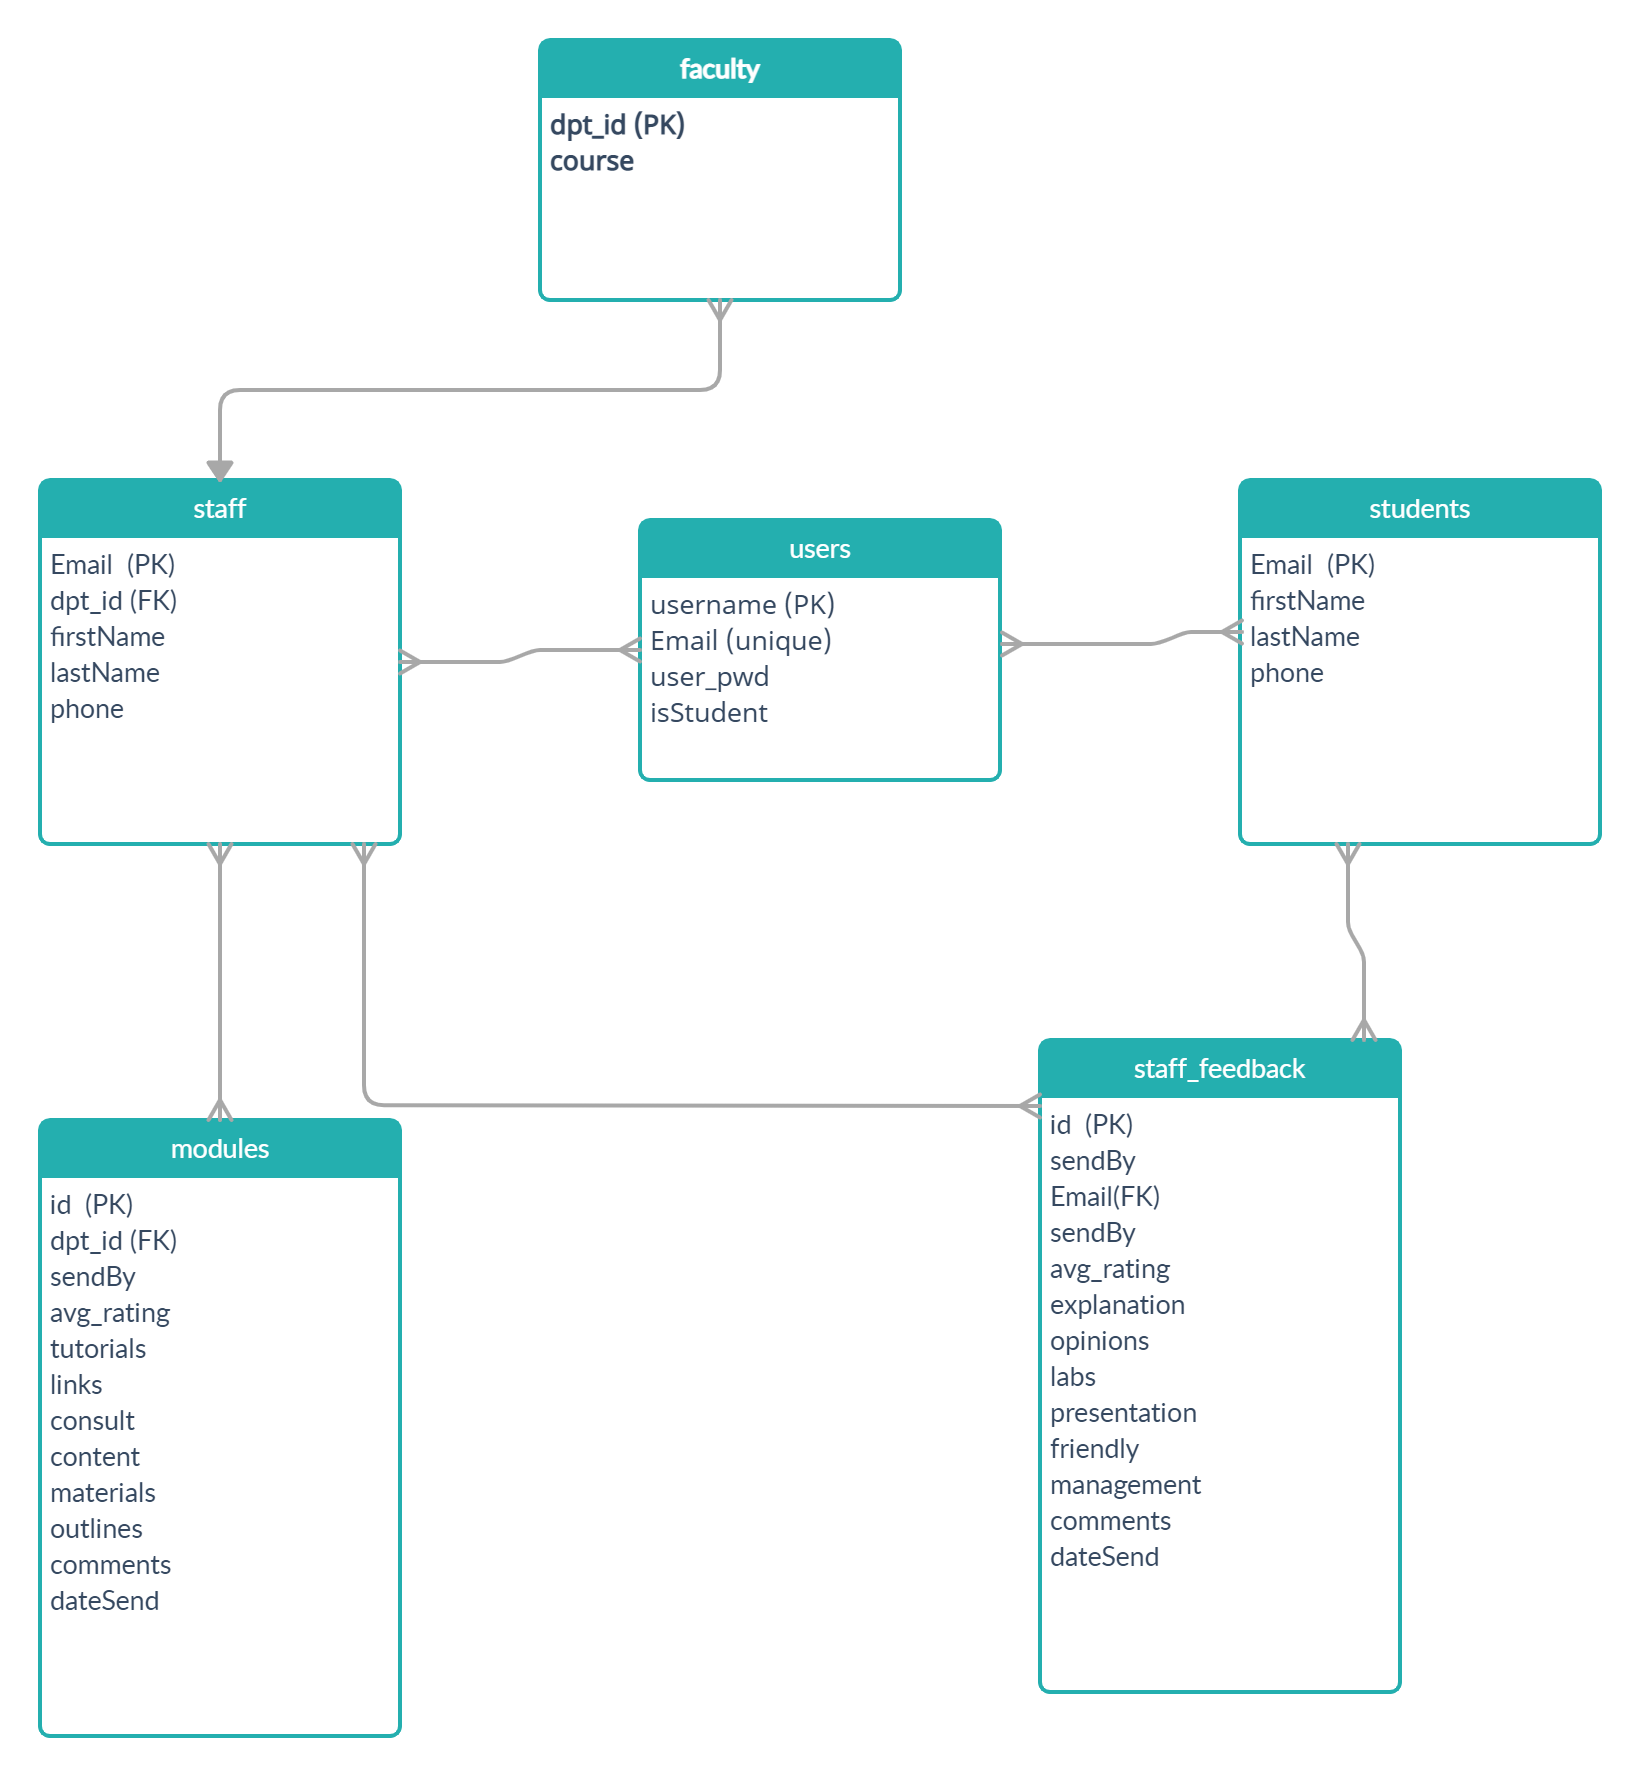 faculty
dpt_id (PK)
course
staff
Email  (PK)
dpt_id (FK)
firstName
lastName
phone
users
username (PK)
Email (unique)
user_pwd
isStudent
students
Email  (PK)
firstName
lastName
phone
modules
id  (PK)
dpt_id (FK)
sendBy
avg_rating
tutorials
links
consult
content
materials
outlines
comments
dateSend
staff_feedback
id  (PK)
sendBy
Email(FK)
sendBy
avg_rating
explanation
opinions
labs
presentation
friendly
management
comments
dateSend